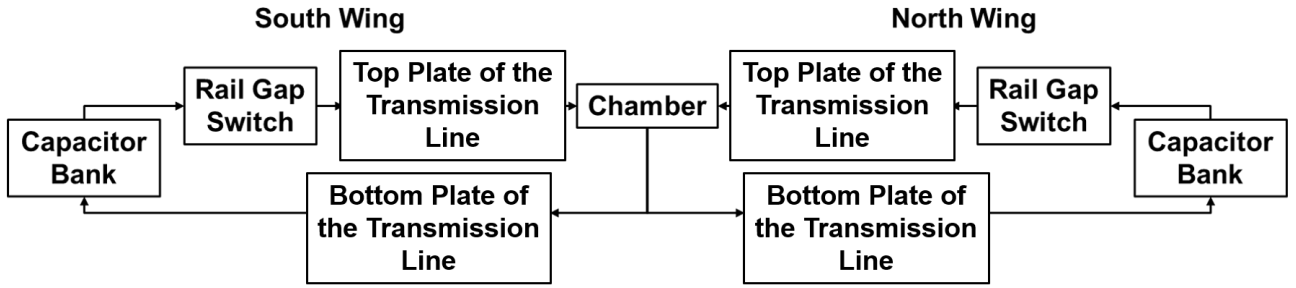 South Wing
North Wing
Capacitor
Bank
Rail Gap
Switch
Top Plate of the
Transmission
Line
Chamber
Top Plate of the
Transmission
Line
Rail Gap
Switch
Capacitor
Bank
Bottom Plate of
the Transmission
Line
Bottom Plate of
the Transmission
Line